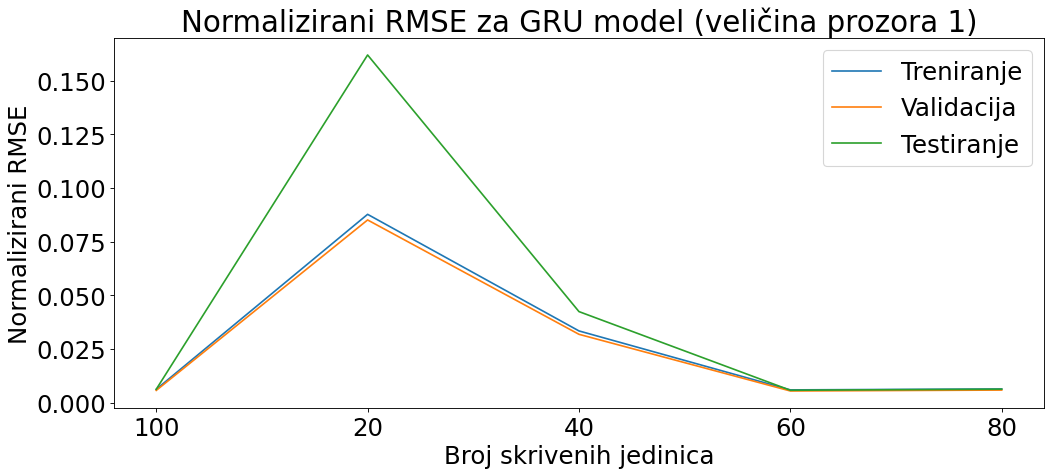 Normalizirani RMSE za GRU model (veličina prozora 1)
Normalizirani RMSE
0.150
0.125
0.100
0.075
0.050
0.025
0.000
Treniranje
Validacija
Testiranje
100 20 40 60 80
Broj skrivenih jedinica